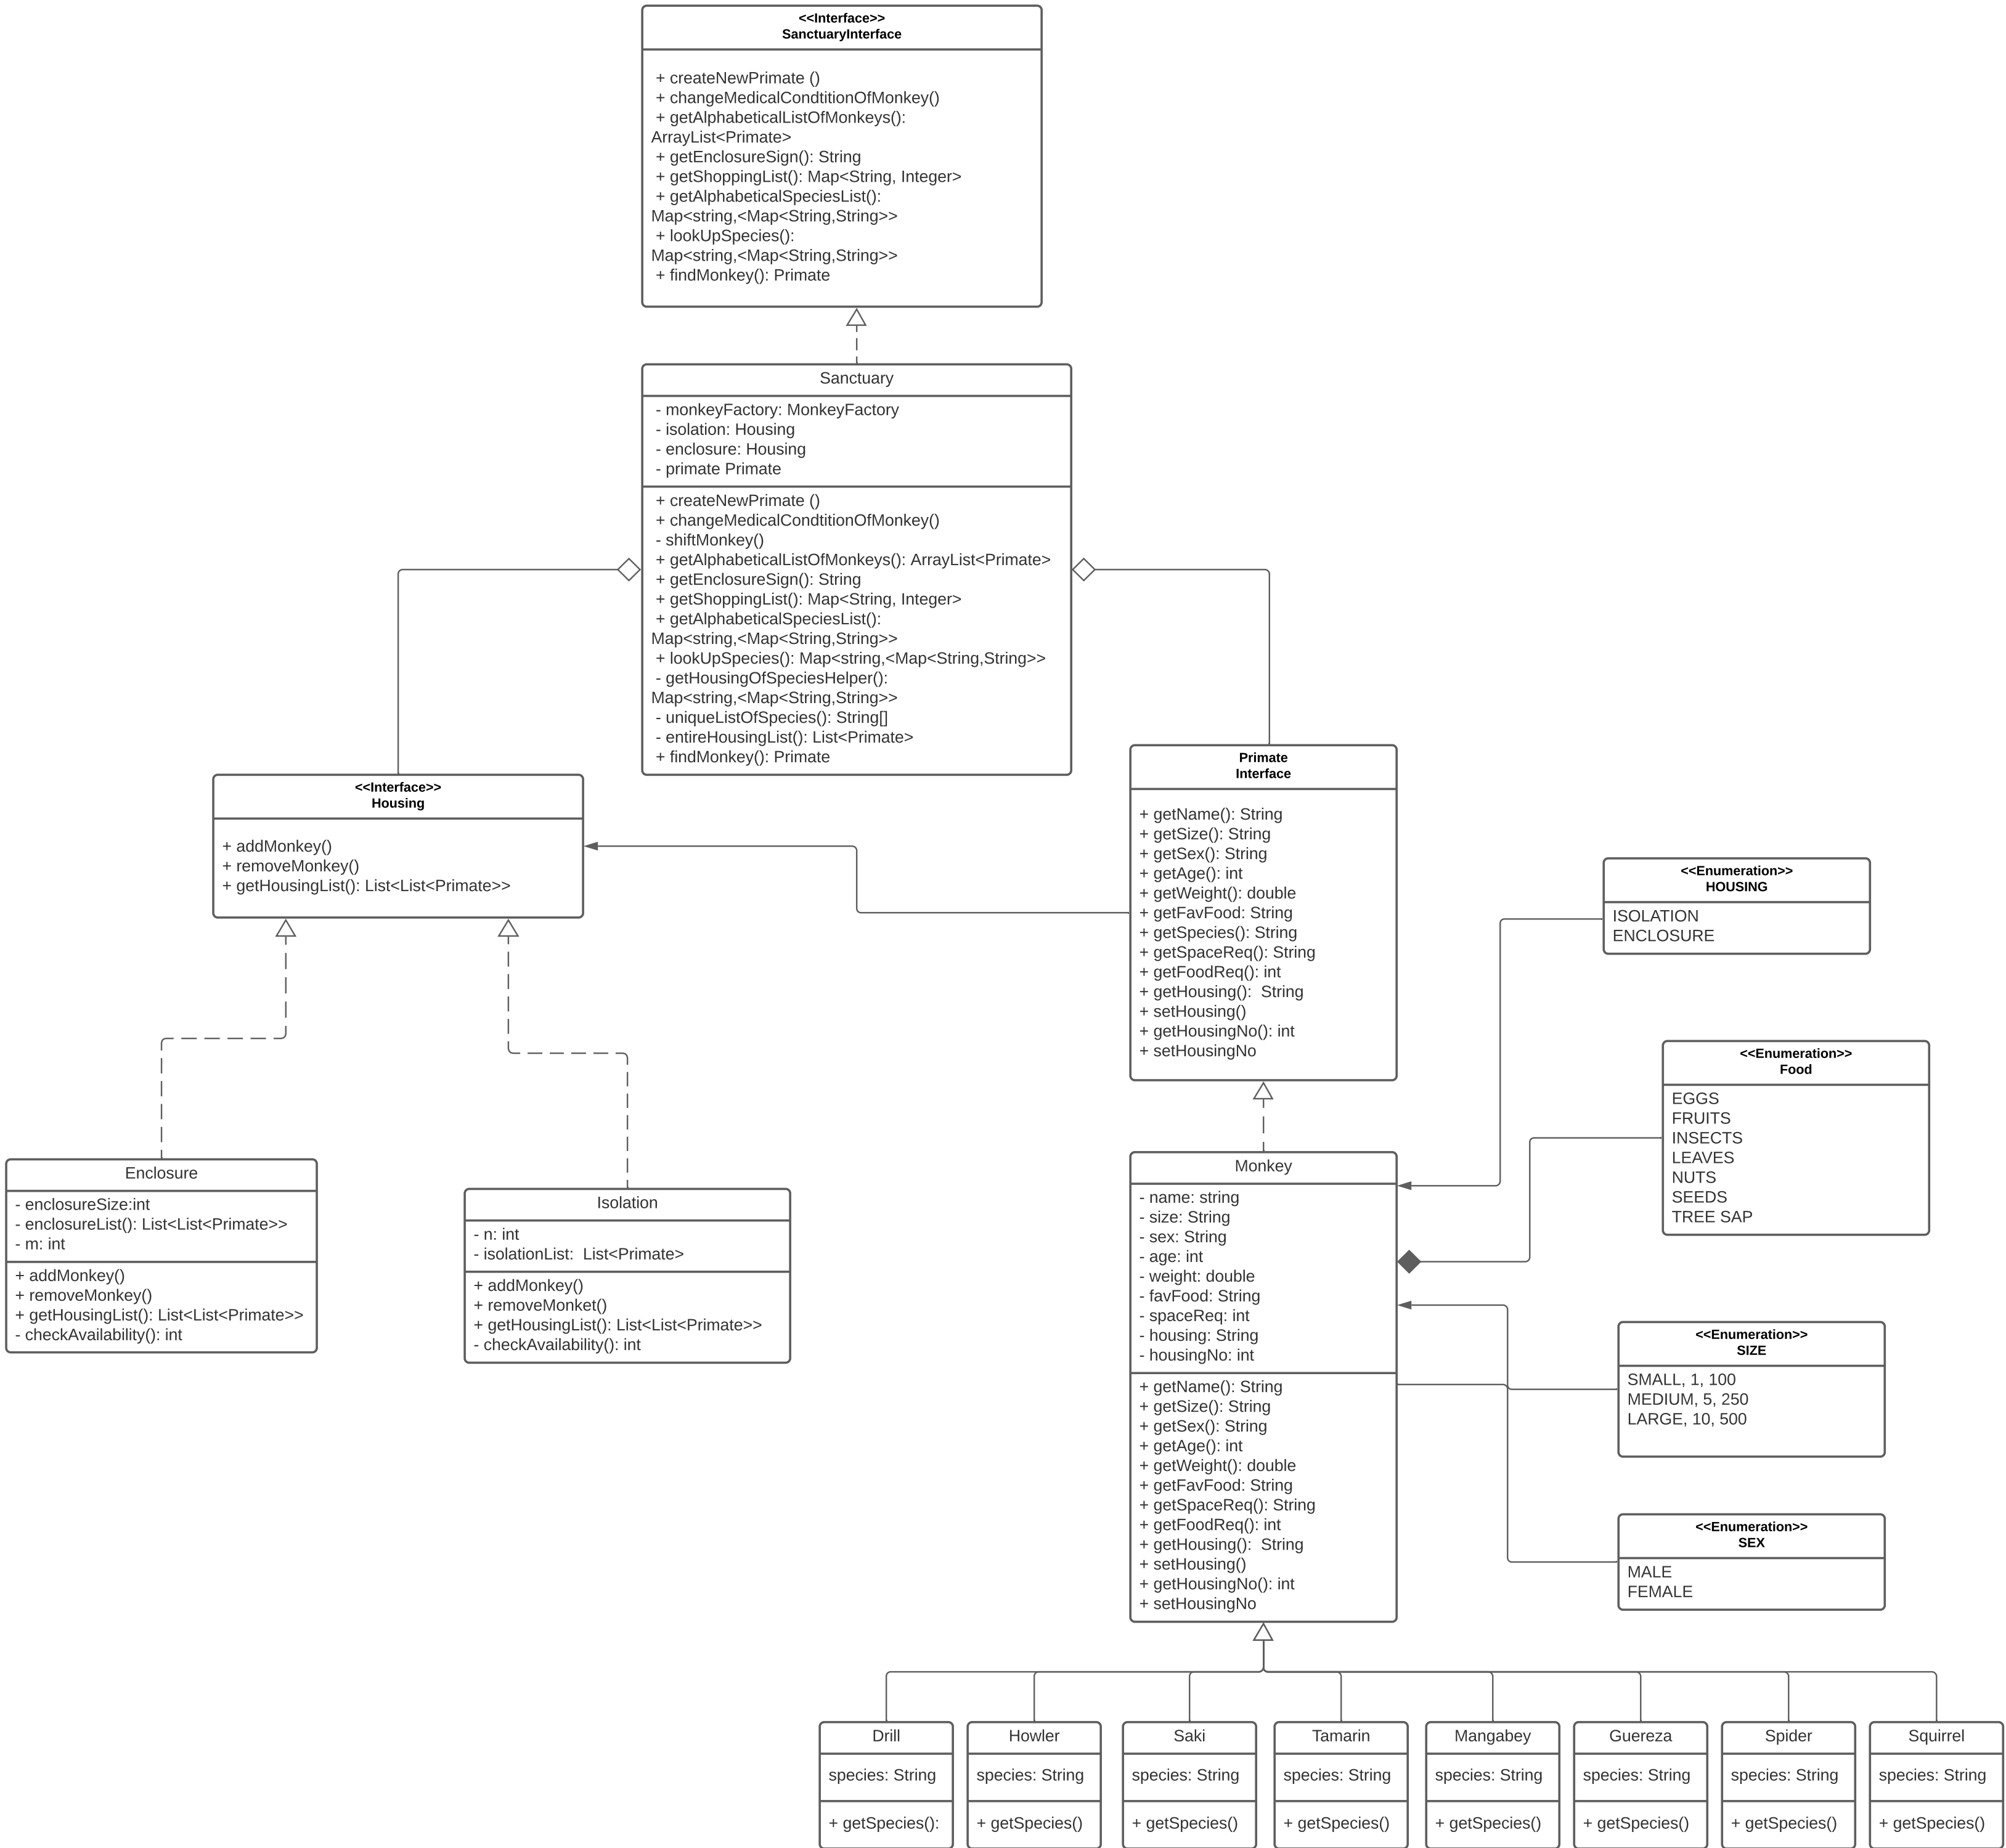 <<Interface>>
SanctuaryInterface
+ createNewPrimate ()
+ changeMedicalCondtitionOfMonkey()
+ getAlphabeticalListOfMonkeys():
ArrayList<Primate>
+ getEnclosureSign(): String
+ getShoppingList(): Map<String, Integer>
+ getAlphabeticalSpeciesList():
Map<string,<Map<String,String>>
+ lookUpSpecies():
Map<string,<Map<String,String>>
+ findMonkey(): Primate
Sanctuary
- monkeyFactory: MonkeyFactory
- isolation: Housing
- enclosure: Housing
- primate Primate
+ createNewPrimate ()
+ changeMedicalCondtitionOfMonkey()
- shiftMonkey()
+ getAlphabeticalListOfMonkeys(): ArrayList<Primate>
+ getEnclosureSign(): String
+ getShoppingList(): Map<String, Integer>
+ getAlphabeticalSpeciesList():
Map<string,<Map<String,String>>
+ lookUpSpecies(): Map<string,<Map<String,String>>
- getHousingOfSpeciesHelper():
Map<string,<Map<String,String>>
- uniqueListOfSpecies(): String[]
- entireHousingList(): List<Primate>
+ findMonkey(): Primate
<<Interface>>
Housing
+ addMonkey()
+ removeMonkey()
+ getHousingList(): List<List<Primate>>
Primate
Interface
+ getName(): String
+ getSize(): String
+ getSex(): String
+ getAge(): int
+ getWeight(): double
+ getFavFood: String
+ getSpecies(): String
+ getSpaceReq(): String
+ getFoodReq(): int
+ getHousing():  String
+ setHousing()
+ getHousingNo(): int
+ setHousingNo
<<Enumeration>>
HOUSING
ISOLATION
ENCLOSURE
<<Enumeration>>
Food
EGGS
FRUITS
INSECTS
LEAVES
NUTS
SEEDS
TREE SAP
Enclosure
- enclosureSize:int
- enclosureList(): List<List<Primate>>
- m: int
+ addMonkey()
+ removeMonkey()
+ getHousingList(): List<List<Primate>>
- checkAvailability(): int
Isolation
- n: int
- isolationList:  List<Primate>
+ addMonkey()
+ removeMonket()
+ getHousingList(): List<List<Primate>>
- checkAvailability(): int
Monkey
- name: string
- size: String
- sex: String
- age: int
- weight: double
- favFood: String
- spaceReq: int
- housing: String
- housingNo: int
+ getName(): String
+ getSize(): String
+ getSex(): String
+ getAge(): int
+ getWeight(): double
+ getFavFood: String
+ getSpaceReq(): String
+ getFoodReq(): int
+ getHousing():  String
+ setHousing()
+ getHousingNo(): int
+ setHousingNo
<<Enumeration>>
SIZE
SMALL, 1, 100
MEDIUM, 5, 250
LARGE, 10, 500
<<Enumeration>>
SEX
MALE
FEMALE
Drill
species: String
+ getSpecies():
Howler
species: String
+ getSpecies()
Saki
species: String
+ getSpecies()
Tamarin
species: String
+ getSpecies()
Mangabey
species: String
+ getSpecies()
Guereza
species: String
+ getSpecies()
Spider
species: String
+ getSpecies()
Squirrel
species: String
+ getSpecies()